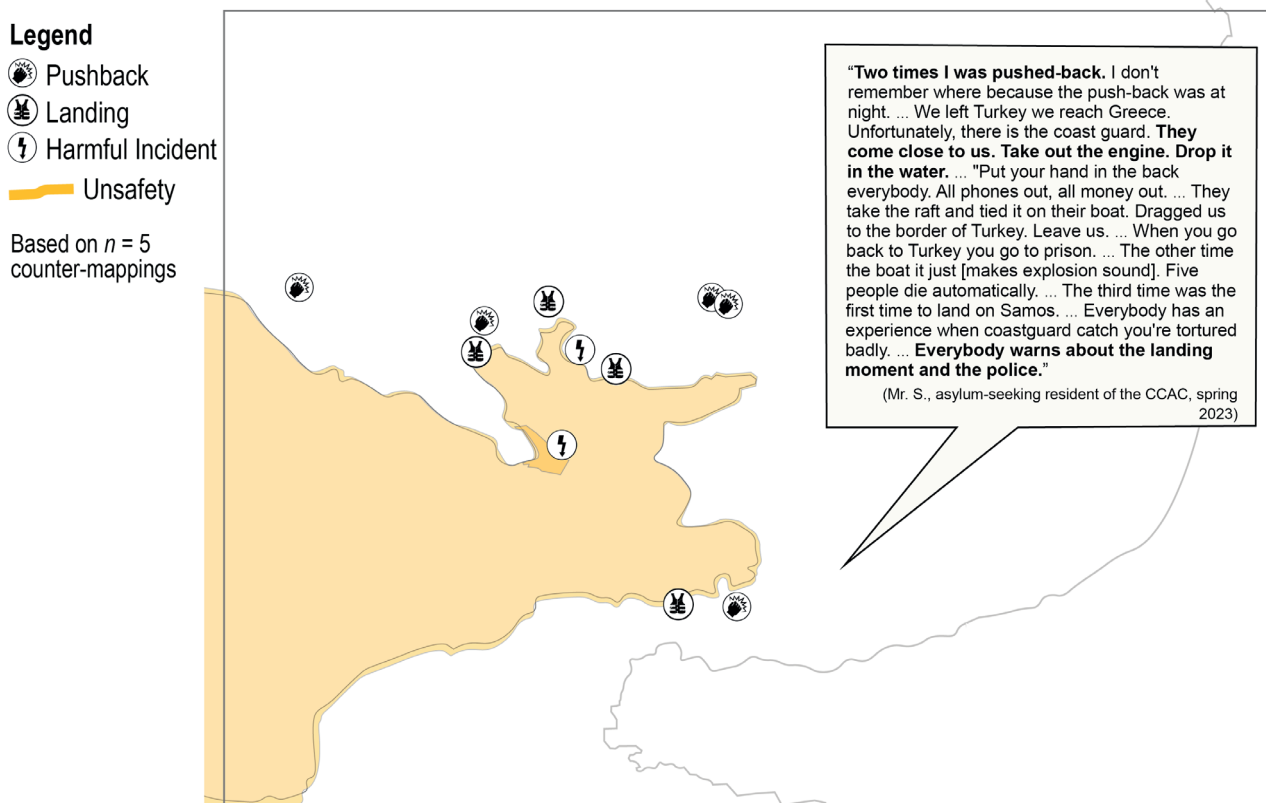 Legend
Pushback
Landing
Harmful Incident
Unsafety
Based on n = 5
counter-mappings
“Two times I was pushed-back. I don't
remember where because the push-back was at
night. ... We left Turkey we reach Greece.
Unfortunately, there is the coast guard. They
come close to us. Take out the engine. Drop it
in the water. ... "Put your hand in the back
everybody. All phones out, all money out. ... They
take the raft and tied it on their boat. Dragged us
to the border of Turkey. Leave us. ... When you go
back to Turkey you go to prison. ... The other time
the boat it just [makes explosion sound]. Five
people die automatically. ... The third time was the
first time to land on Samos. ... Everybody has an
experience when coastguard catch you're tortured
badly. ... Everybody warns about the landing
moment and the police.”
(Mr. S., asylum-seeking resident of the CCAC, spring
2023)